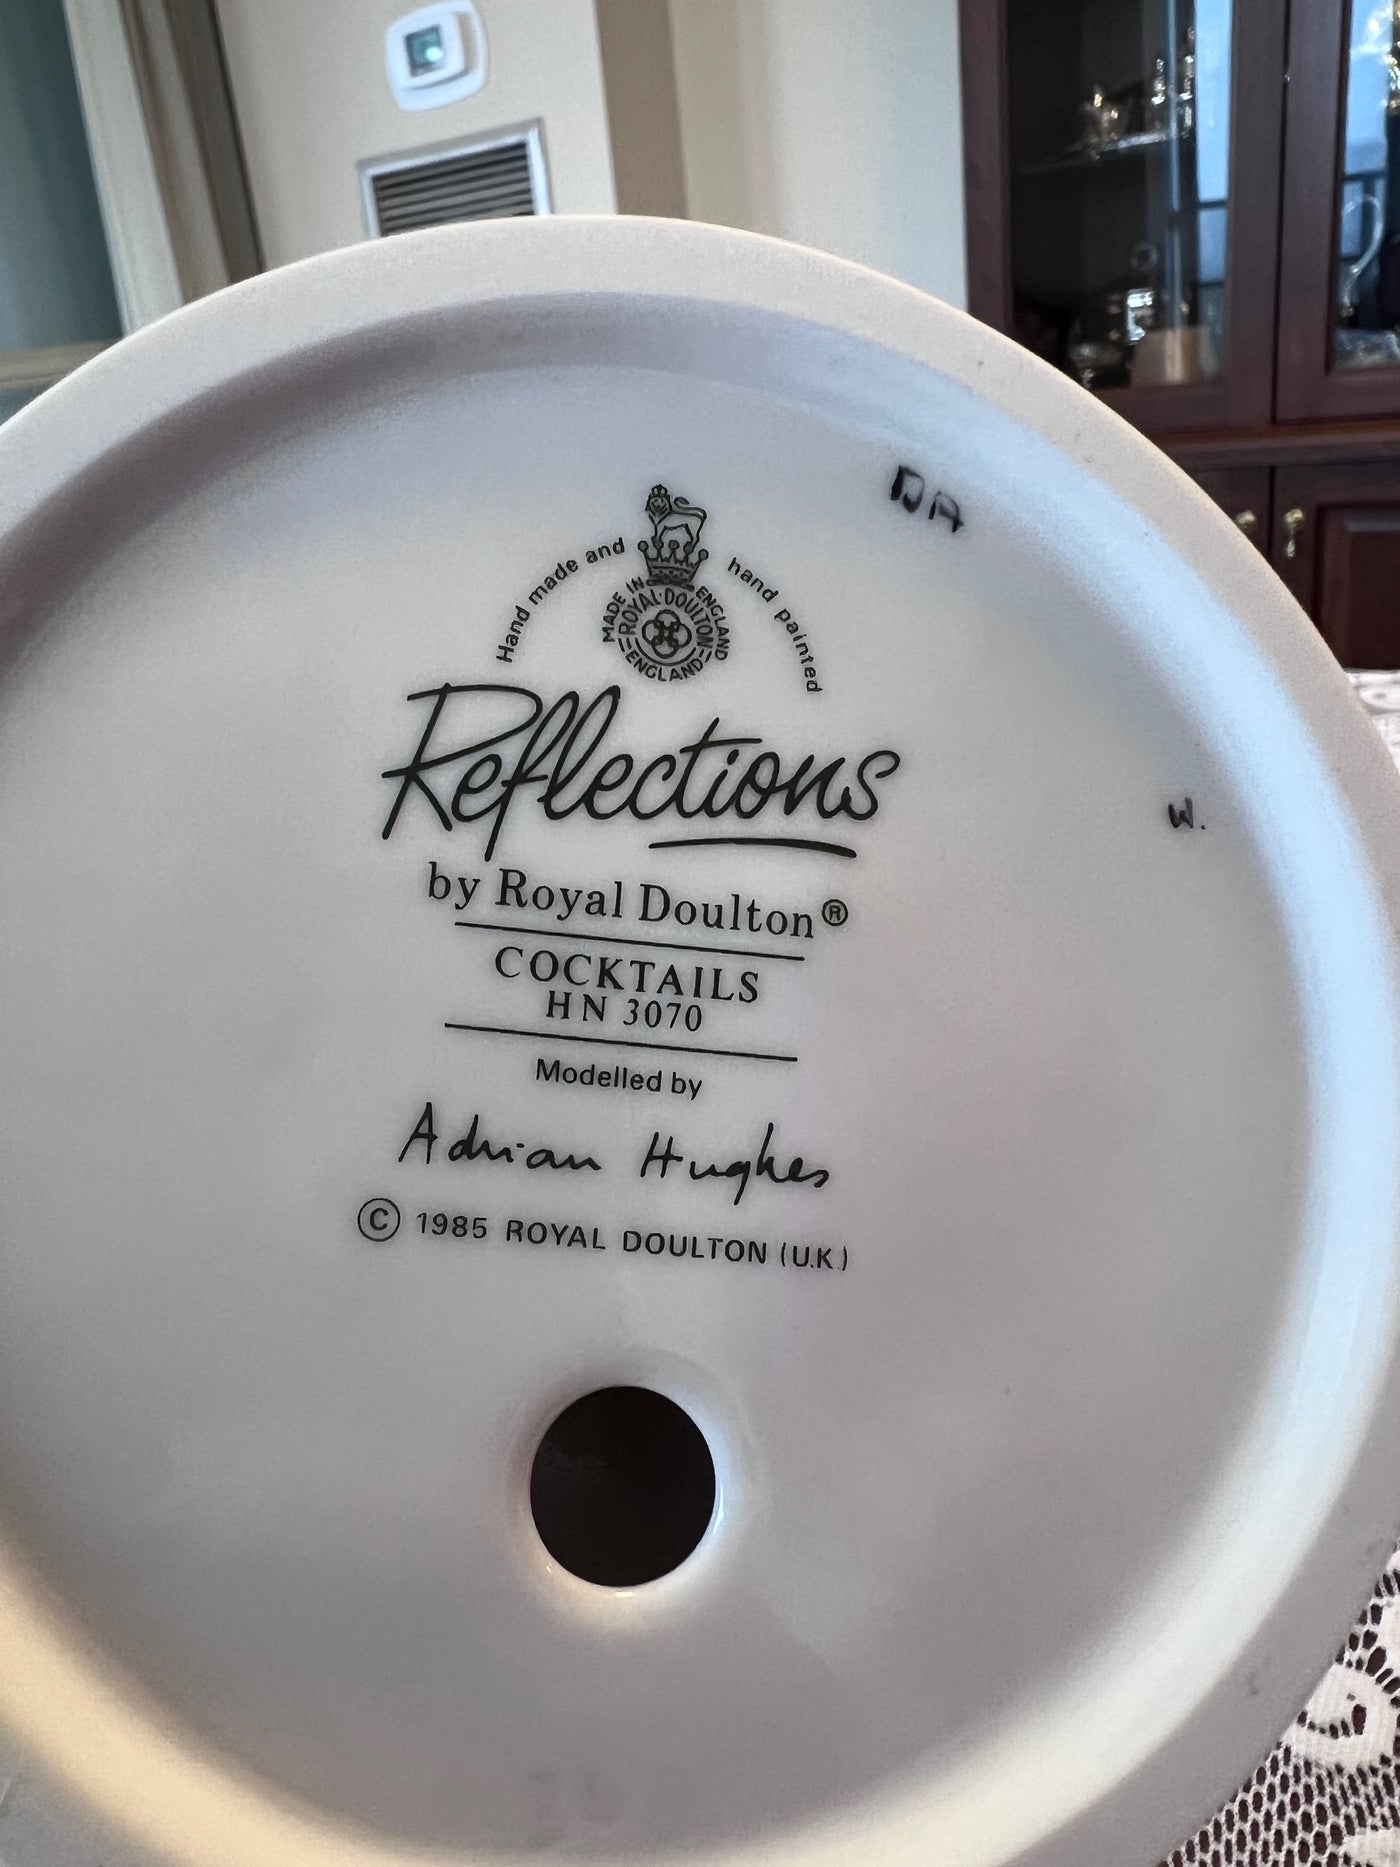 DA
Hand made and hand painted
MADE IN ENGLAND
ROYAL DOULTON
ENGLAND
Reflections
W.
by Royal Doulton®
COCKTAILS
HN 3070
Modelled by
Adrian Hughes
© 1985 ROYAL DOULTON (U.K.)